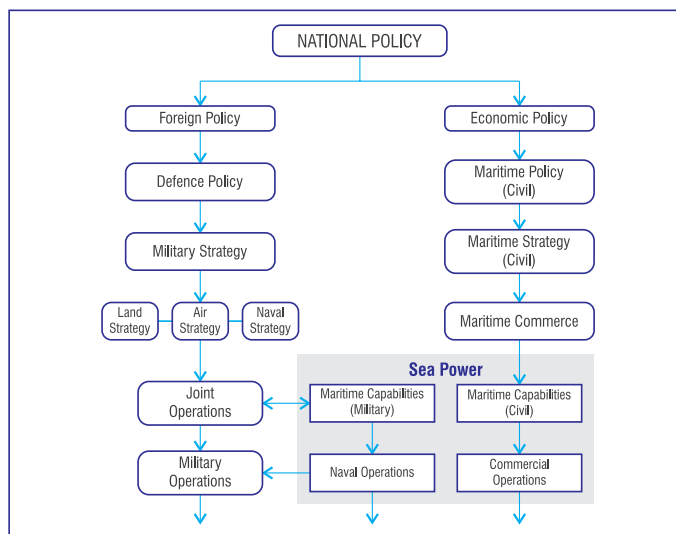 NATIONAL POLICY
Foreign Policy
Economic Policy
Defence Policy
Maritime Policy
(Civil)
Military Strategy
Maritime Strategy
(Civil)
Land
Strategy
Air
Strategy
Naval
Strategy
Maritime Commerce
Sea Power
Joint
Operations
Maritime Capabilities
(Military)
Maritime Capabilities
(Civil)
Military
Operations
Naval Operations
Commercial
Operations